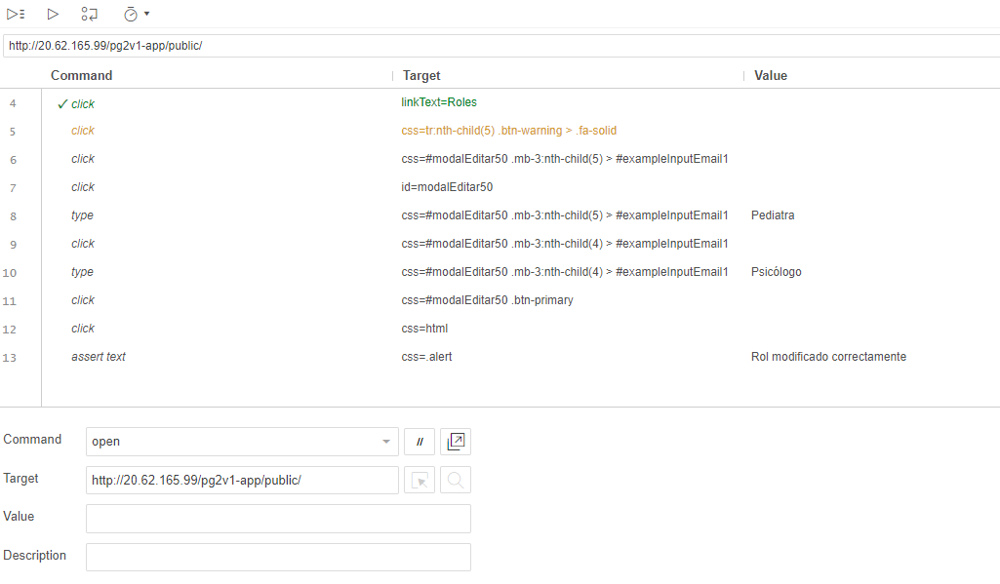 http://20.62.165.99/pg2v1-app/public/
Command Target Value
4 ✓ click linkText=Roles
5 click css=tr:nth-child(5) .btn-warning > .fa-solid
6 click css=#modalEditar50 .mb-3:nth-child(5) > #exampleInputEmail1
7 click id=modalEditar50
8 type css=#modalEditar50 .mb-3:nth-child(5) > #exampleInputEmail1 Pediatra
9 click css=#modalEditar50 .mb-3:nth-child(4) > #exampleInputEmail1
10 type css=#modalEditar50 .mb-3:nth-child(4) > #exampleInputEmail1 Psicólogo
11 click css=#modalEditar50 .btn-primary
12 click css=html
13 assert text css=.alert Rol modificado correctamente
Command open //
Target http://20.62.165.99/pg2v1-app/public/
Value
Description